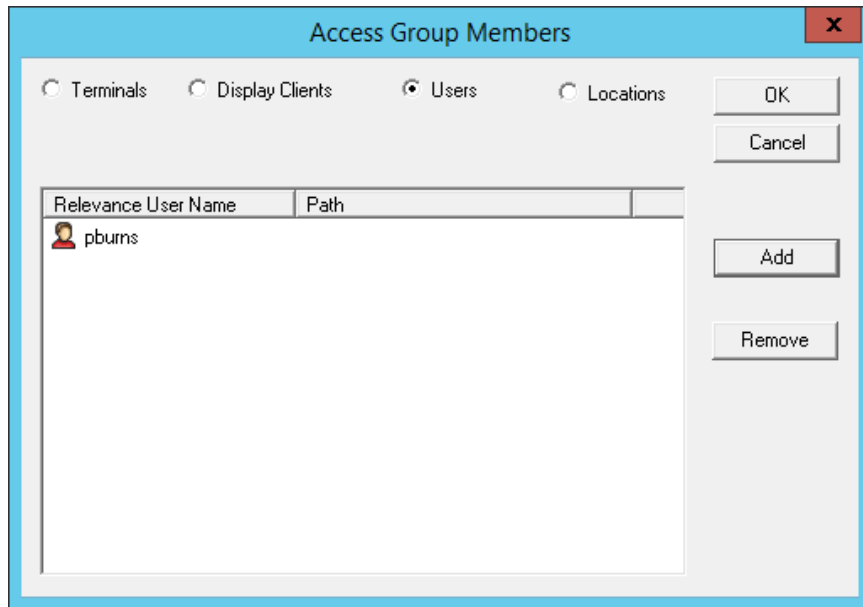 Access Group Members
x
Terminals Display Clients Users Locations
OK
Cancel
Relevance User Name Path
pburns
Add
Remove